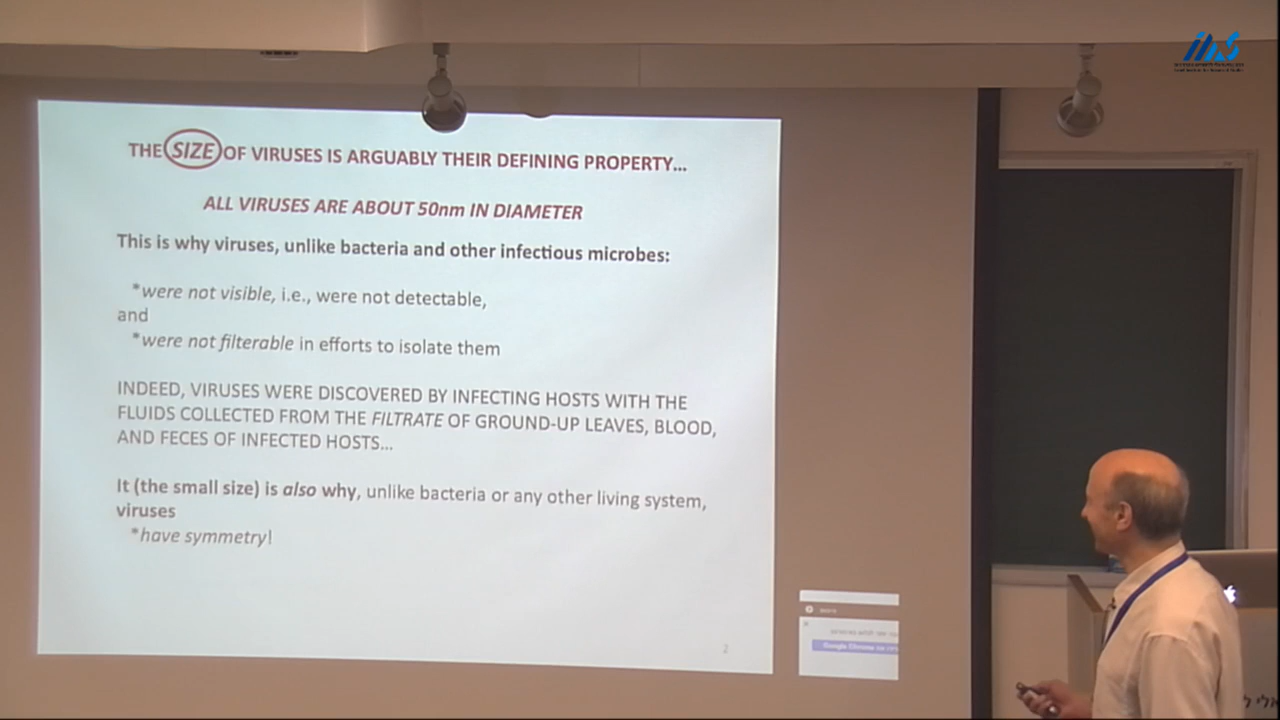 THE SIZE OF VIRUSES IS ARGUABLY THEIR DEFINING PROPERTY...
ALL VIRUSES ARE ABOUT 50nm IN DIAMETER
This is why viruses, unlike bacteria and other infectious microbes:
*were not visible, i.e., were not detectable,
and
*were not filterable in efforts to isolate them
INDEED, VIRUSES WERE DISCOVERED BY INFECTING HOSTS WITH THE
FLUIDS COLLECTED FROM THE FILTRATE OF GROUND-UP LEAVES, BLOOD,
AND FECES OF INFECTED HOSTS...
It (the small size) is also why, unlike bacteria or any other living system,
viruses
*have symmetry!
2
Google Chrome